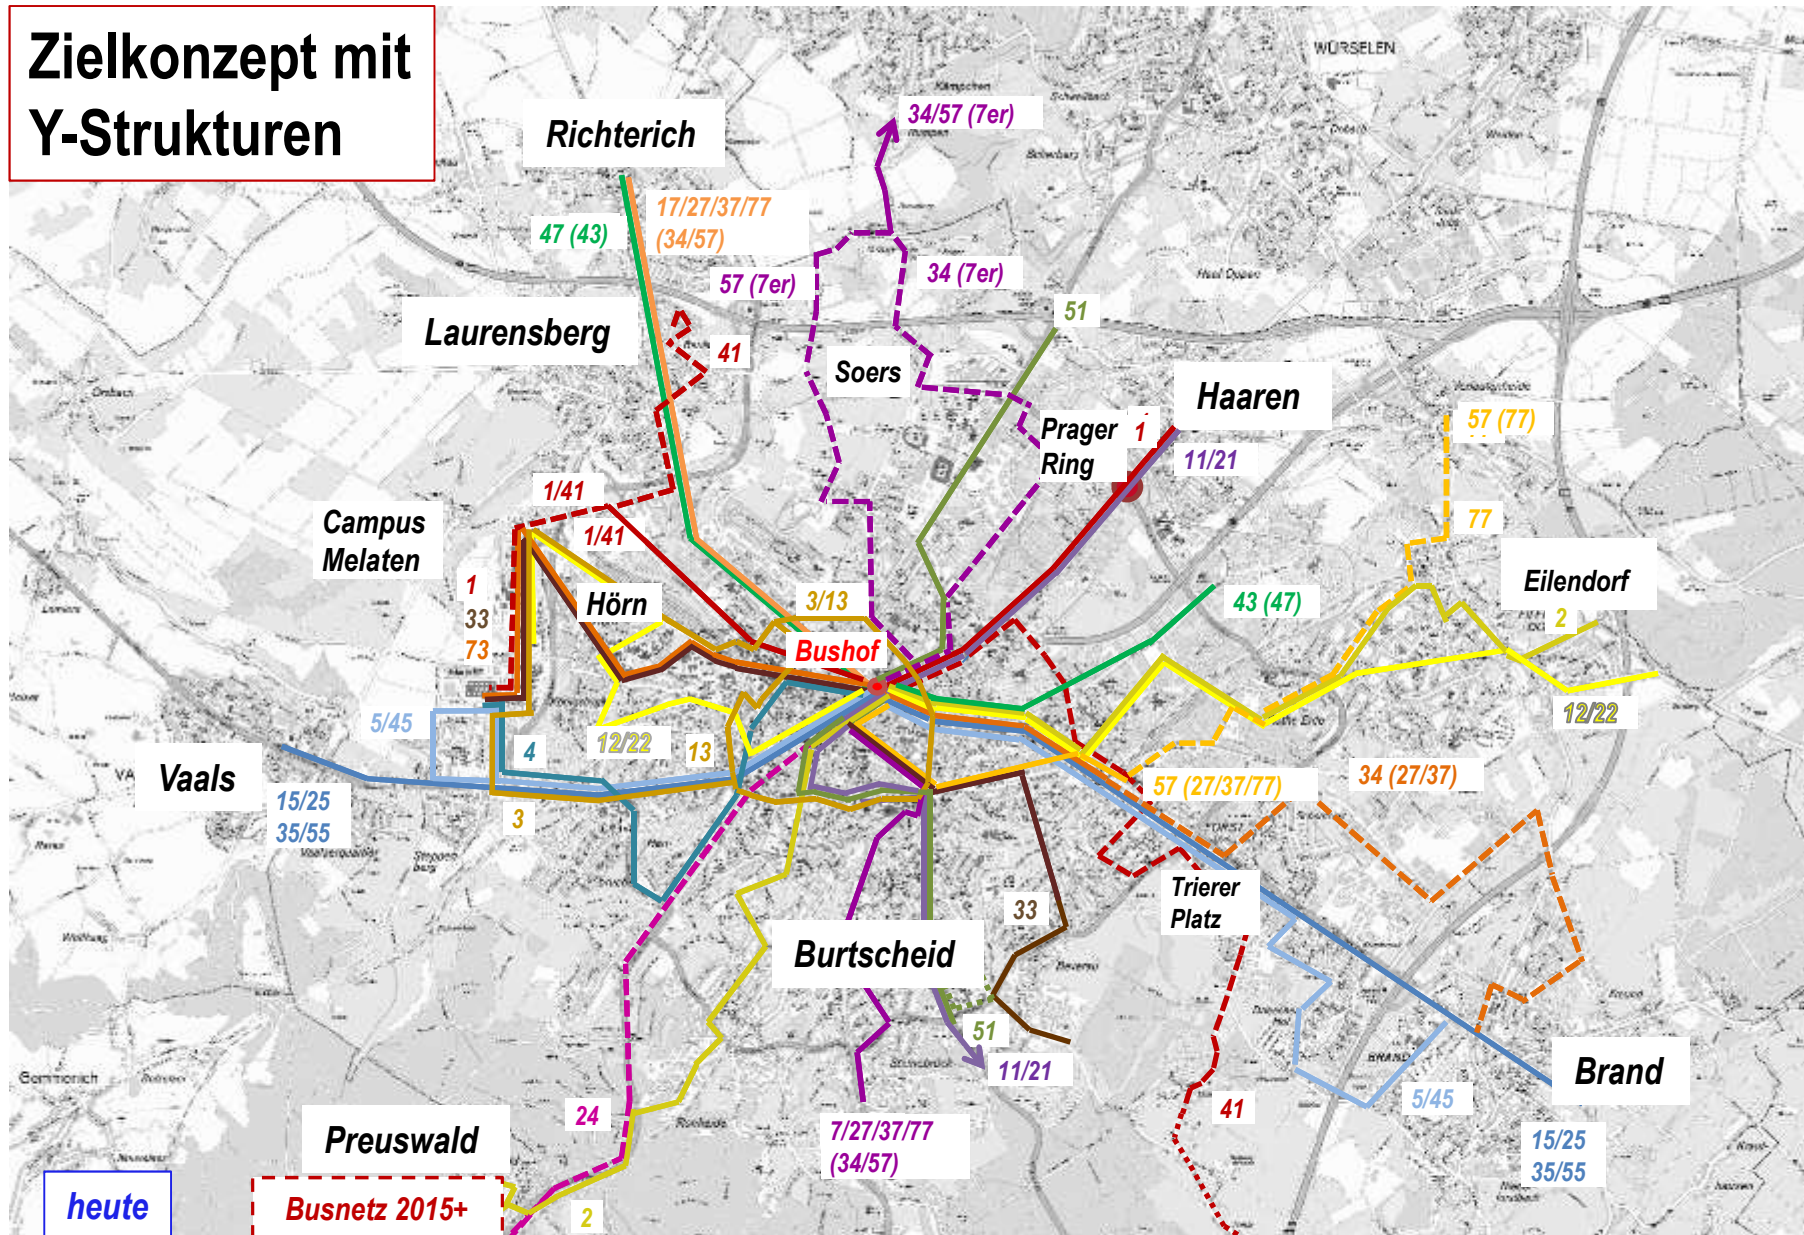 Zielkonzept mit
Y-Strukturen
WÜRSELEN
34/57 (7er)
Richterich
17/27/37/77
(34/57)
47 (43)
57 (7er)
34 (7er)
51
Laurensberg
41
Soers
Haaren
Prager
Ring
1
11/21
57 (77)
77
1/41
1/41
Campus
Melaten
1
33
73
Hörn
3/13
Bushof
43 (47)
Eilendorf
2
12/22
5/45
4
12/22
13
Vaals
15/25
35/55
3
57 (27/37/77)
34 (27/37)
Trierer
Platz
33
Burtscheid
51
11/21
BRAND
Brand
5/45
15/25
35/55
41
24
7/27/37/77
(34/57)
Gemmenich
Preuswald
2
heute
Busnetz 2015+